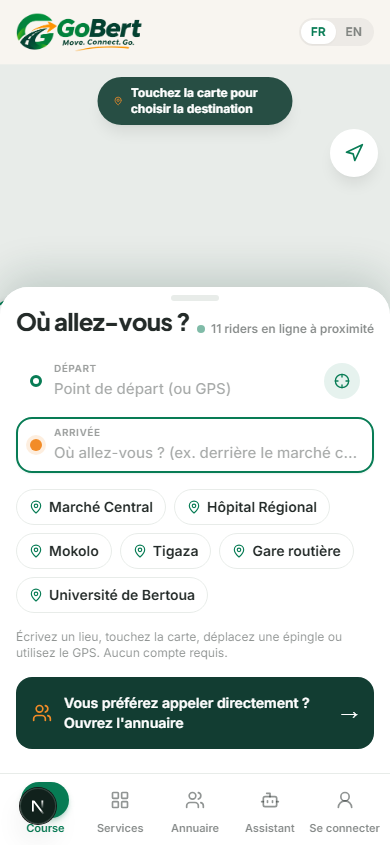 GoBert
Move. Connect. Go.
FR
EN
Touchez la carte pour
choisir la destination
Où allez-vous ?
11 riders en ligne à proximité
DÉPART
Point de départ (ou GPS)
ARRIVÉE
Où allez-vous ? (ex. derrière le marché c...
Marché Central
Hôpital Régional
Mokolo
Tigaza
Gare routière
Université de Bertoua
Écrivez un lieu, touchez la carte, déplacez une épingle ou
utilisez le GPS. Aucun compte requis.
Vous préférez appeler directement ?
Ouvrez l'annuaire
→
N
Course
Services
Annuaire
Assistant
Se connecter